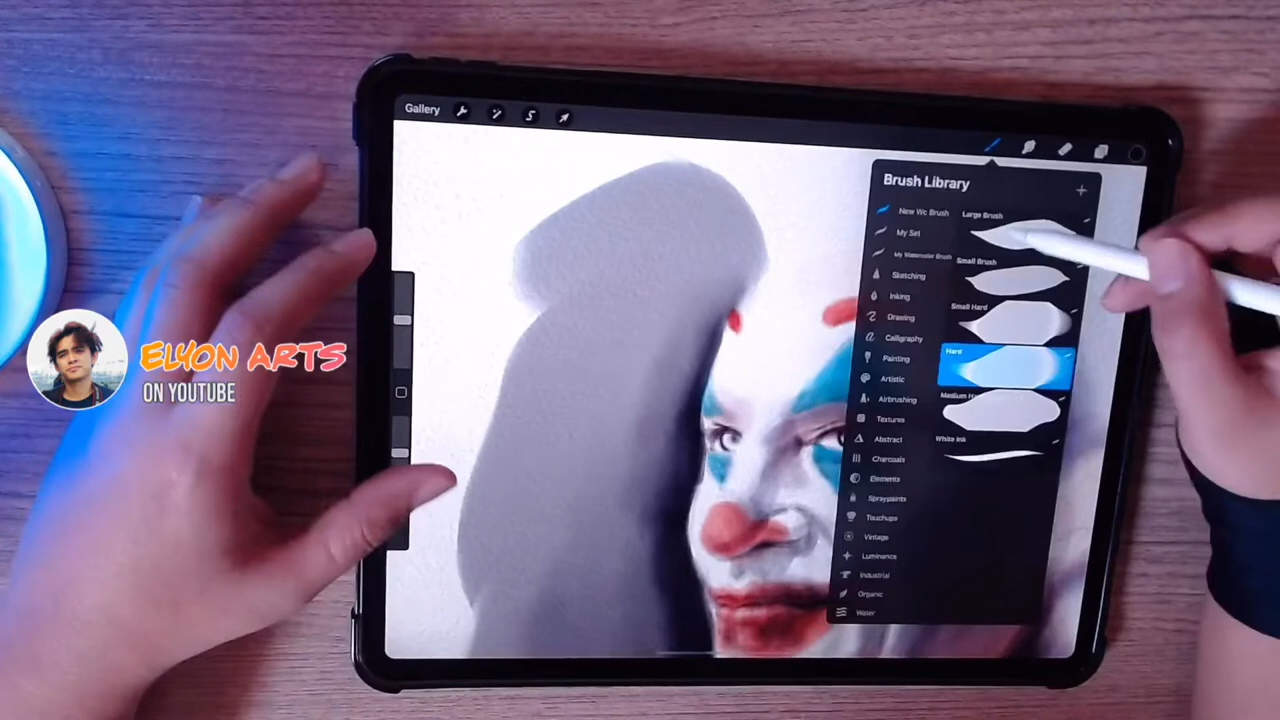 Gallery
Brush Library
New Wc Brush
My Set
My Watercolor Brush
Sketching
Inking
Drawing
Calligraphy
Painting
Artistic
Airbrushing
Textures
Abstract
Charcoals
Elements
Spraypaints
Touchups
Vintage
Luminence
Industrial
Organic
Water
Large Brush
Small Brush
Small Hard
Hard
Medium
White Ink
ELYON ARTS
ON YOUTUBE